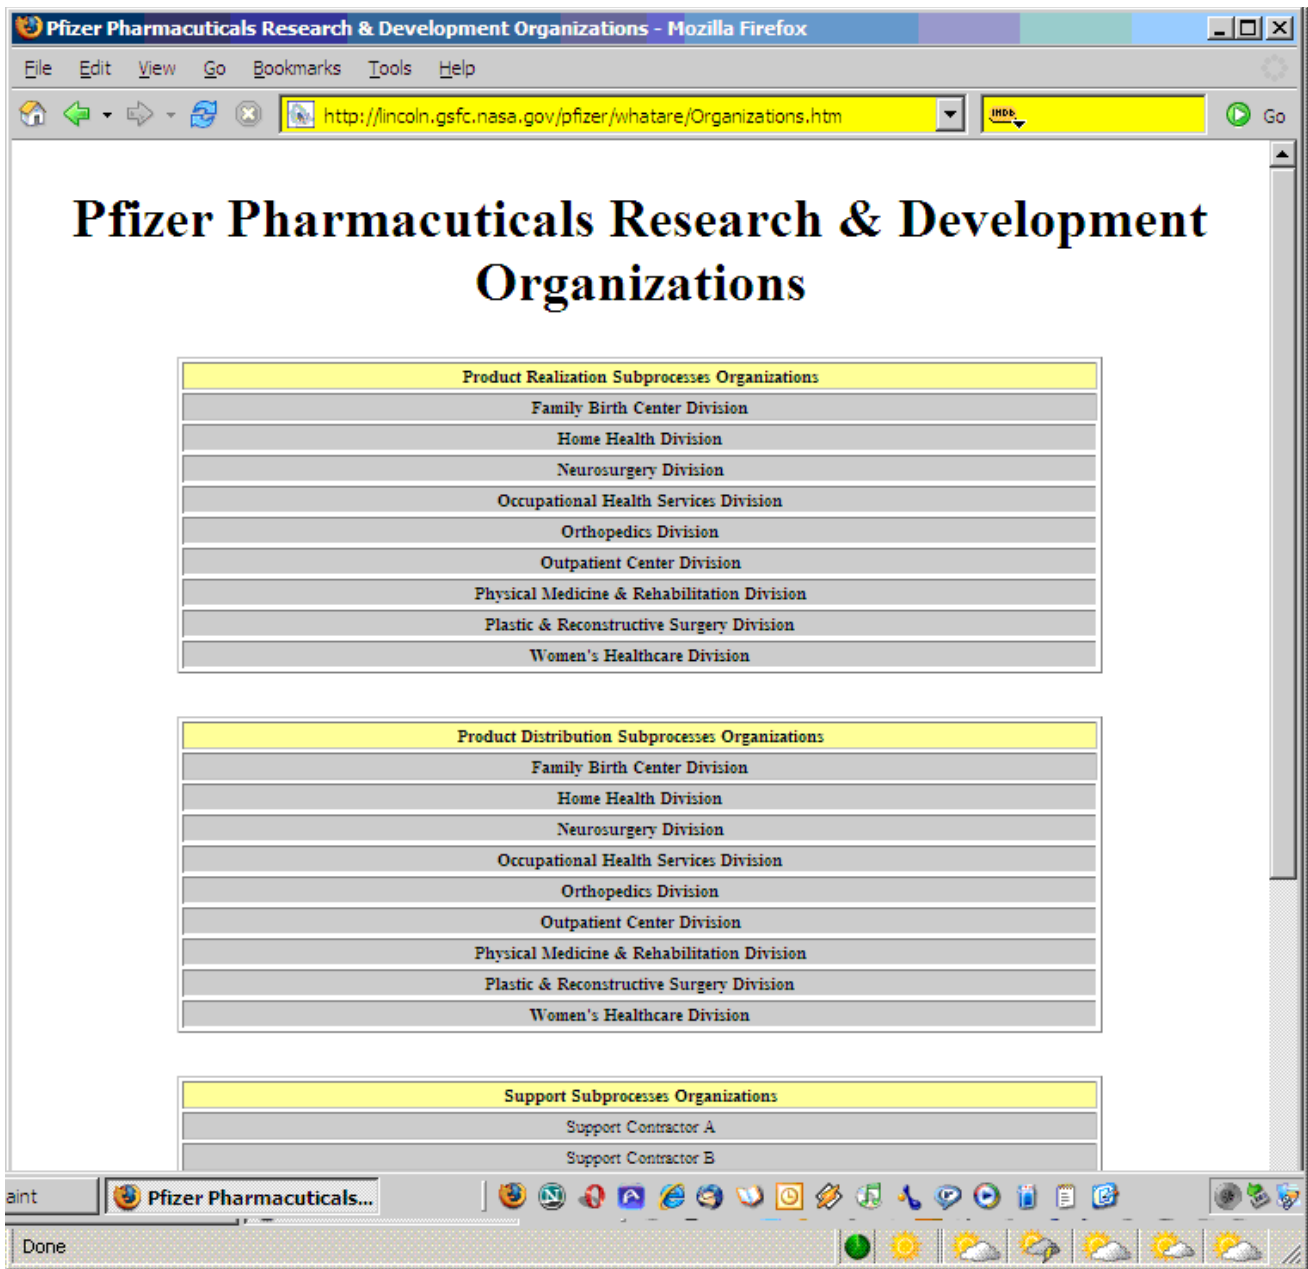 Pfizer Pharmacuticals Research & Development Organizations - Mozilla Firefox
File Edit View Go Bookmarks Tools Help
http://lincoln.gsfc.nasa.gov/pfizer/whatare/Organizations.htm IMDb Go
Pfizer Pharmacuticals Research & Development
Organizations
Product Realization Subprocesses Organizations
Family Birth Center Division
Home Health Division
Neurosurgery Division
Occupational Health Services Division
Orthopedics Division
Outpatient Center Division
Physical Medicine & Rehabilitation Division
Plastic & Reconstructive Surgery Division
Women's Healthcare Division
Product Distribution Subprocesses Organizations
Family Birth Center Division
Home Health Division
Neurosurgery Division
Occupational Health Services Division
Orthopedics Division
Outpatient Center Division
Physical Medicine & Rehabilitation Division
Plastic & Reconstructive Surgery Division
Women's Healthcare Division
Support Subprocesses Organizations
Support Contractor A
Support Contractor B
aint Pfizer Pharmacuticals...
Done